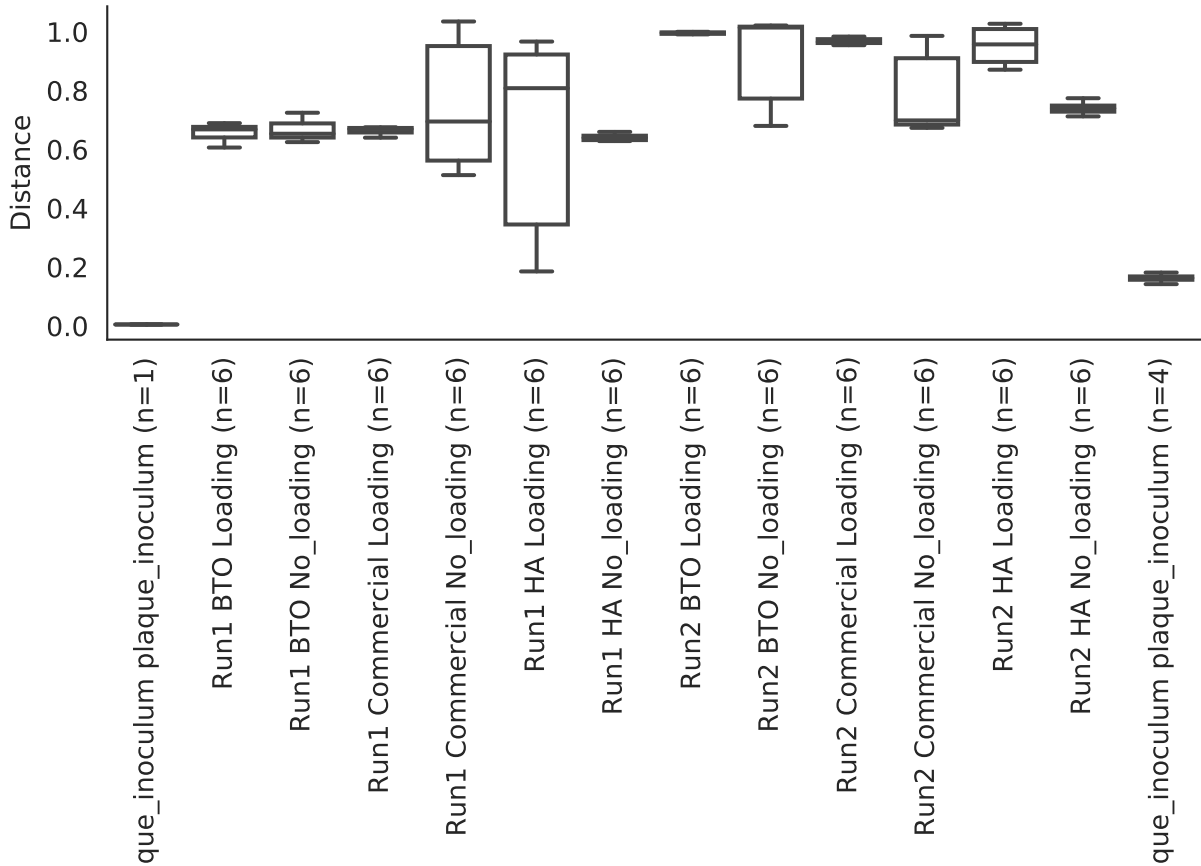 Distance
1.0
0.8
0.6
0.4
0.2
0.0
que_inoculum plaque_inoculum (n=1)
Run1 BTO Loading (n=6)
Run1 BTO No_loading (n=6)
Run1 Commercial Loading (n=6)
Run1 Commercial No_loading (n=6)
Run1 HA Loading (n=6)
Run1 HA No_loading (n=6)
Run2 BTO Loading (n=6)
Run2 BTO No_loading (n=6)
Run2 Commercial Loading (n=6)
Run2 Commercial No_loading (n=6)
Run2 HA Loading (n=6)
Run2 HA No_loading (n=6)
que_inoculum plaque_inoculum (n=4)